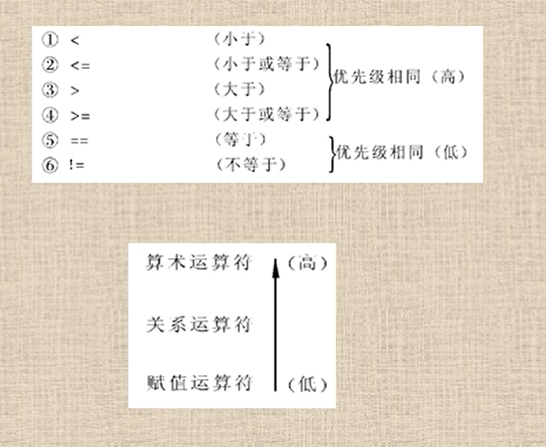 ① < （小于）
② <= （小于或等于） 优先级相同（高）
③ > （大于）
④ >= （大于或等于）
⑤ == （等于） 优先级相同（低）
⑥ != （不等于）
算术运算符 （高）
关系运算符
赋值运算符 （低）